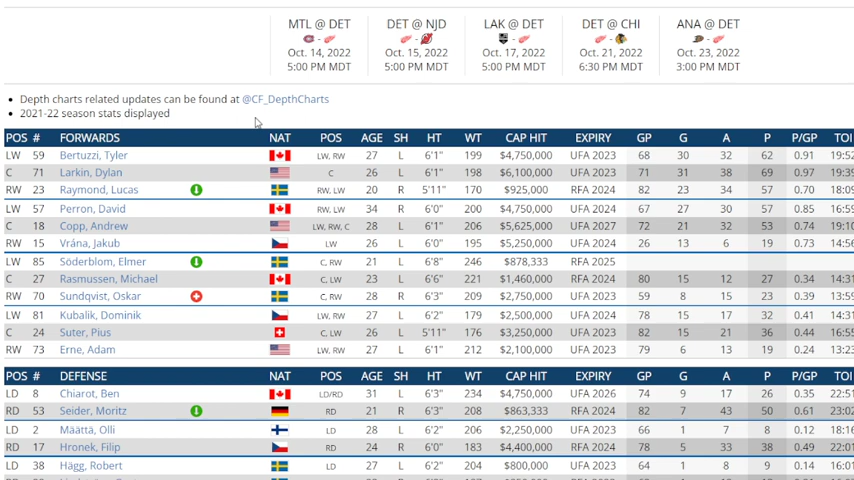 MTL @ DET DET @ NJD LAK @ DET DET @ CHI ANA @ DET
- - - - -
Oct. 14, 2022 Oct. 15, 2022 Oct. 17, 2022 Oct. 21, 2022 Oct. 23, 2022
5:00 PM MDT 5:00 PM MDT 5:00 PM MDT 6:30 PM MDT 3:00 PM MDT
• Depth charts related updates can be found at @CF_DepthCharts
• 2021-22 season stats displayed
POS # FORWARDS NAT POS AGE SH HT WT CAP HIT EXPIRY GP G A P P/GP TOI
LW 59 Bertuzzi, Tyler LW, RW 27 L 6'1" 199 $4,750,000 UFA 2023 68 30 32 62 0.91 19:52
C 71 Larkin, Dylan C 26 L 6'1" 198 $6,100,000 UFA 2023 71 31 38 69 0.97 19:39
RW 23 Raymond, Lucas RW, LW 20 R 5'11" 170 $925,000 RFA 2024 82 23 34 57 0.70 18:09
LW 57 Perron, David RW, LW 34 R 6'0" 200 $4,750,000 UFA 2024 67 27 30 57 0.85 16:59
C 18 Copp, Andrew LW, RW, C 28 L 6'1" 206 $5,625,000 UFA 2027 72 21 32 53 0.74 19:10
RW 15 Vrána, Jakub LW 26 L 6'0" 195 $5,250,000 UFA 2024 26 13 6 19 0.73 14:56
LW 85 Soderblom, Elmer C, RW 21 L 6'8" 246 $878,333 RFA 2025
C 27 Rasmussen, Michael C, LW 23 L 6'6" 221 $1,460,000 RFA 2024 80 15 12 27 0.34 14:31
RW 70 Sundqvist, Oskar C, RW 28 R 6'3" 209 $2,750,000 UFA 2023 59 8 15 23 0.39 13:59
LW 81 Kubalik, Dominik LW, RW 27 L 6'2" 179 $2,500,000 UFA 2024 78 15 17 32 0.41 14:31
C 24 Suter, Pius C, LW 26 L 5'11" 176 $3,250,000 UFA 2023 82 15 21 36 0.44 16:55
RW 73 Erne, Adam LW, RW 27 L 6'1" 212 $2,100,000 UFA 2023 79 6 13 19 0.24 13:23
POS # DEFENSE NAT POS AGE SH HT WT CAP HIT EXPIRY GP G A P P/GP TOI
LD 8 Chiarot, Ben LD/RD 31 L 6'3" 234 $4,750,000 UFA 2026 74 9 17 26 0.35 22:51
RD 53 Seider, Moritz RD 21 R 6'3" 208 $863,333 RFA 2024 82 7 43 50 0.61 23:02
LD 2 Määttä, Olli LD 28 L 6'2" 206 $2,250,000 UFA 2023 66 1 7 8 0.12 18:16
RD 17 Hronek, Filip RD 24 R 6'0" 183 $4,400,000 RFA 2024 78 5 33 38 0.49 22:01
LD 38 Hägg, Robert LD 27 L 6'2" 204 $800,000 UFA 2023 64 1 8 9 0.14 16:01